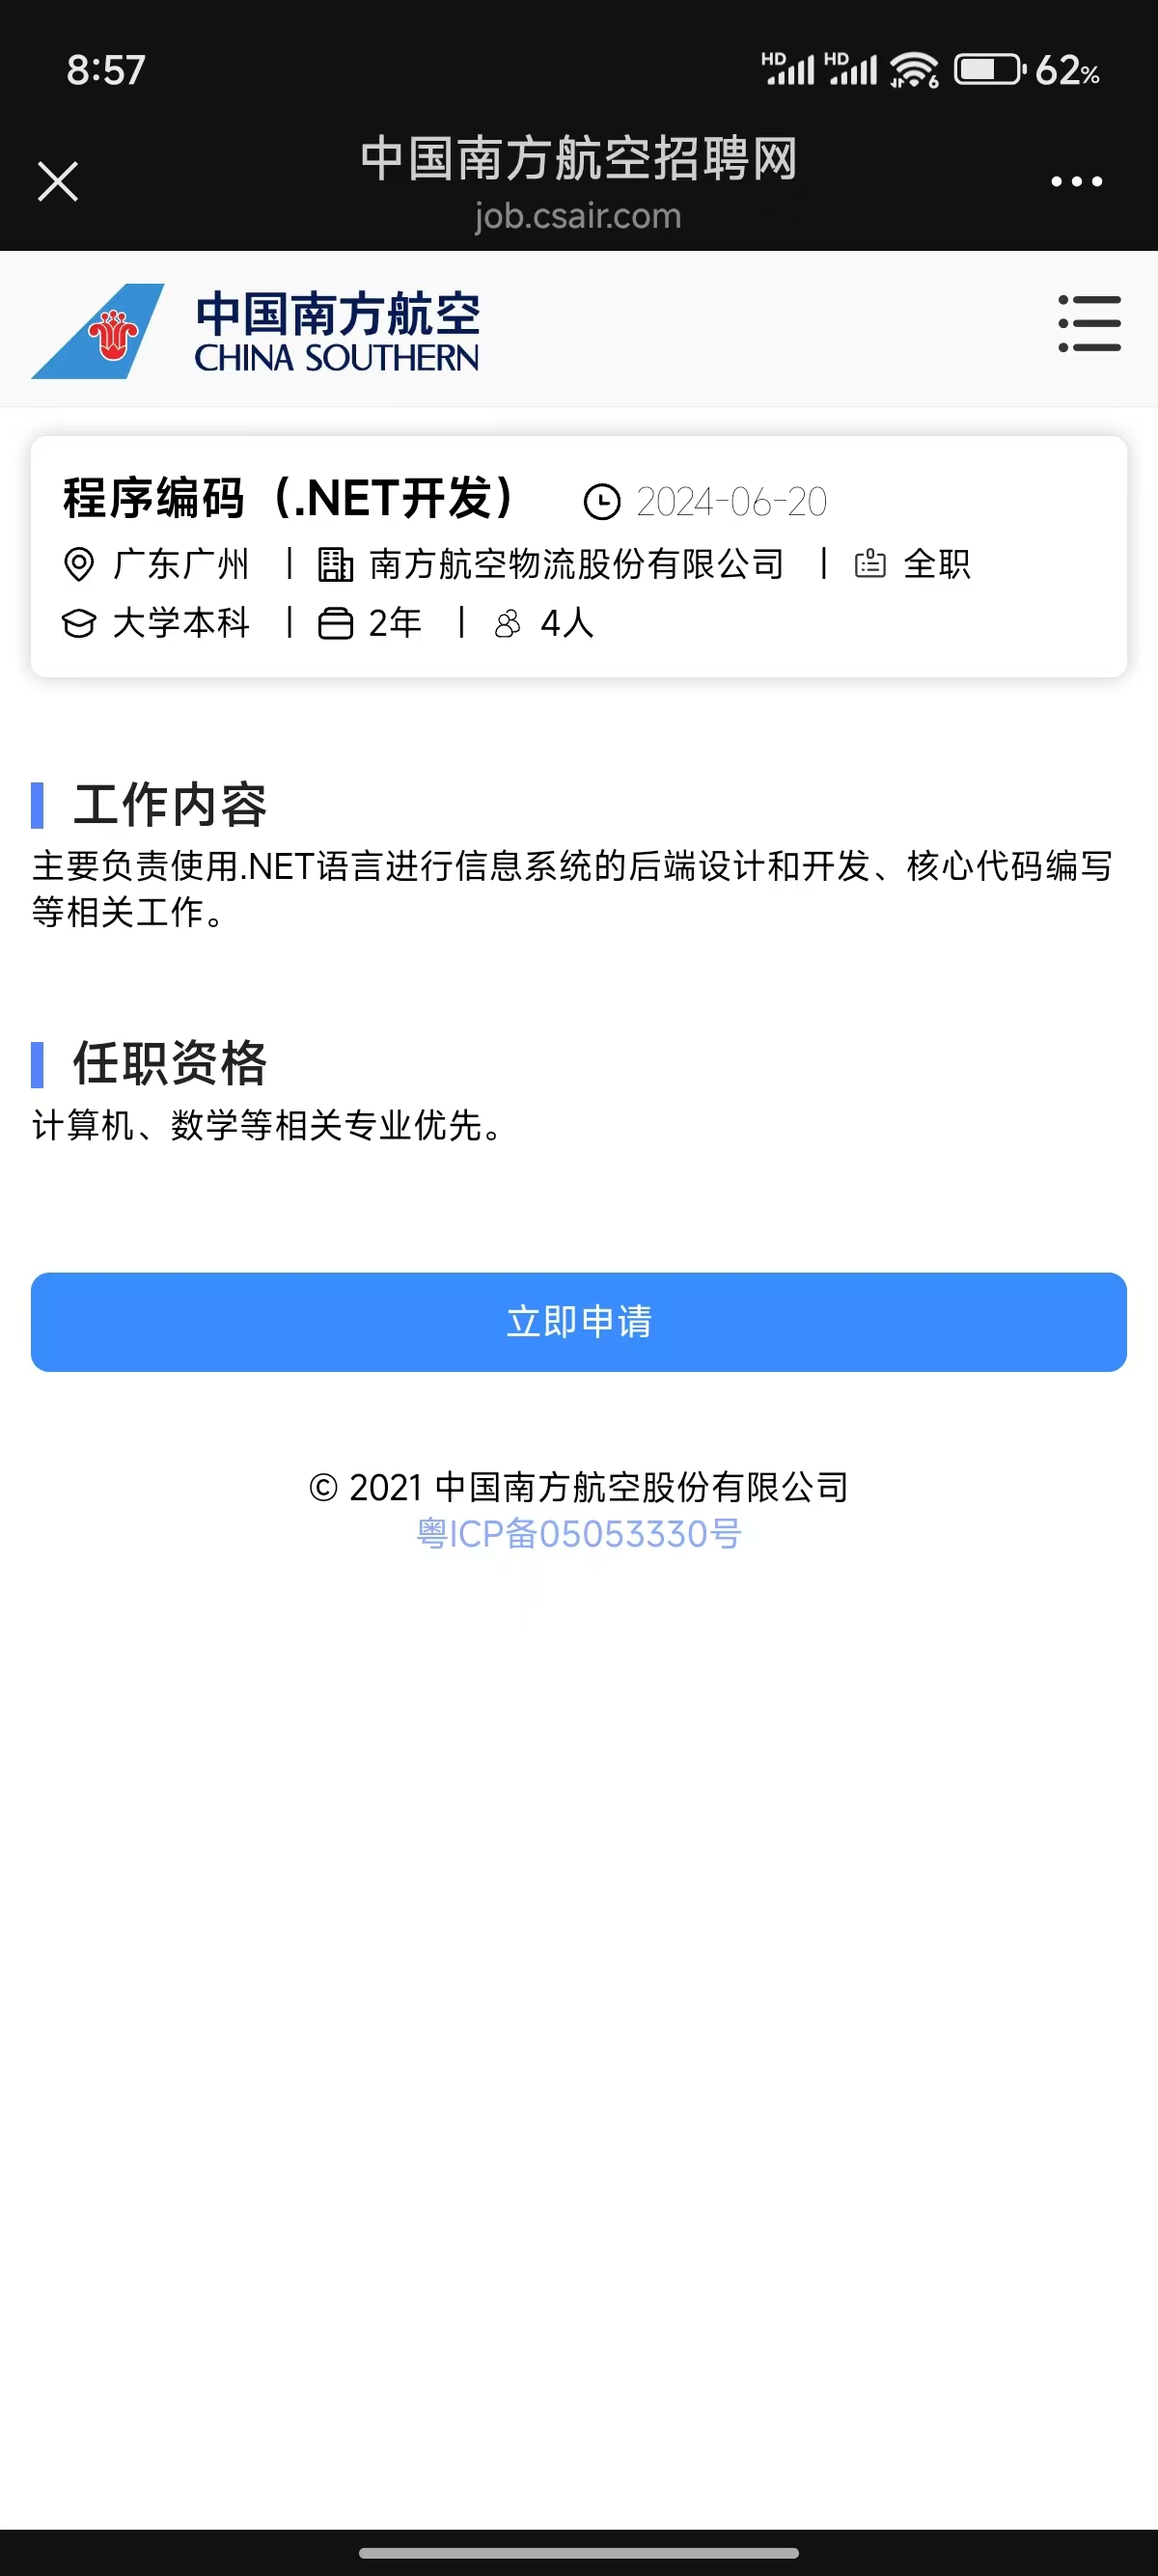 8:57
HD HD 6 62%
中国南方航空招聘网
job.csair.com
中国南方航空
CHINA SOUTHERN
程序编码（.NET开发） 2024-06-20
广东广州 | 南方航空物流股份有限公司 | 全职
大学本科 | 2年 | 4人
工作内容
主要负责使用.NET语言进行信息系统的后端设计和开发、核心代码编写
等相关工作。
任职资格
计算机、数学等相关专业优先。
立即申请
© 2021 中国南方航空股份有限公司
粤ICP备05053330号